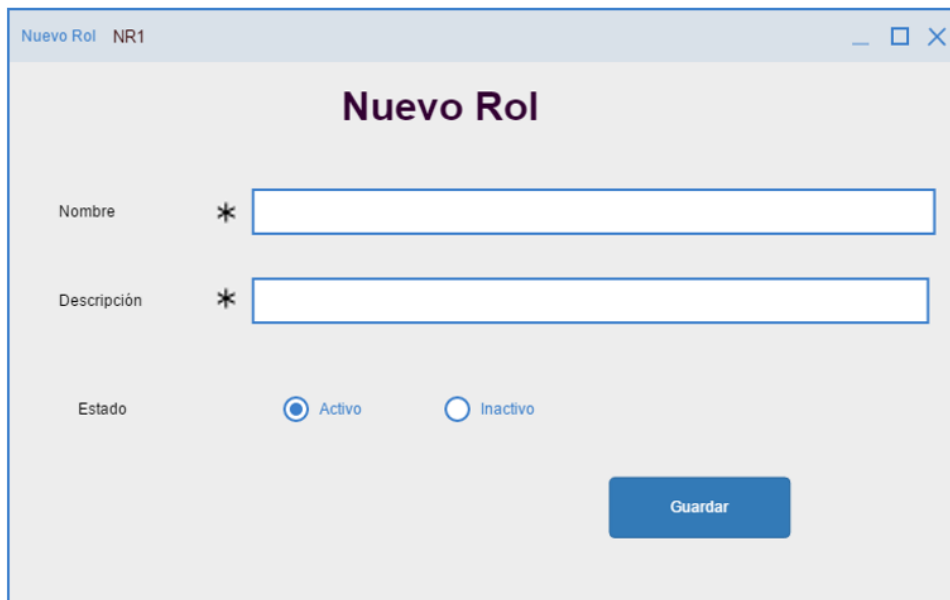 Nuevo Rol NR1
Nuevo Rol
Nombre *
Descripción *
Estado Activo Inactivo
Guardar